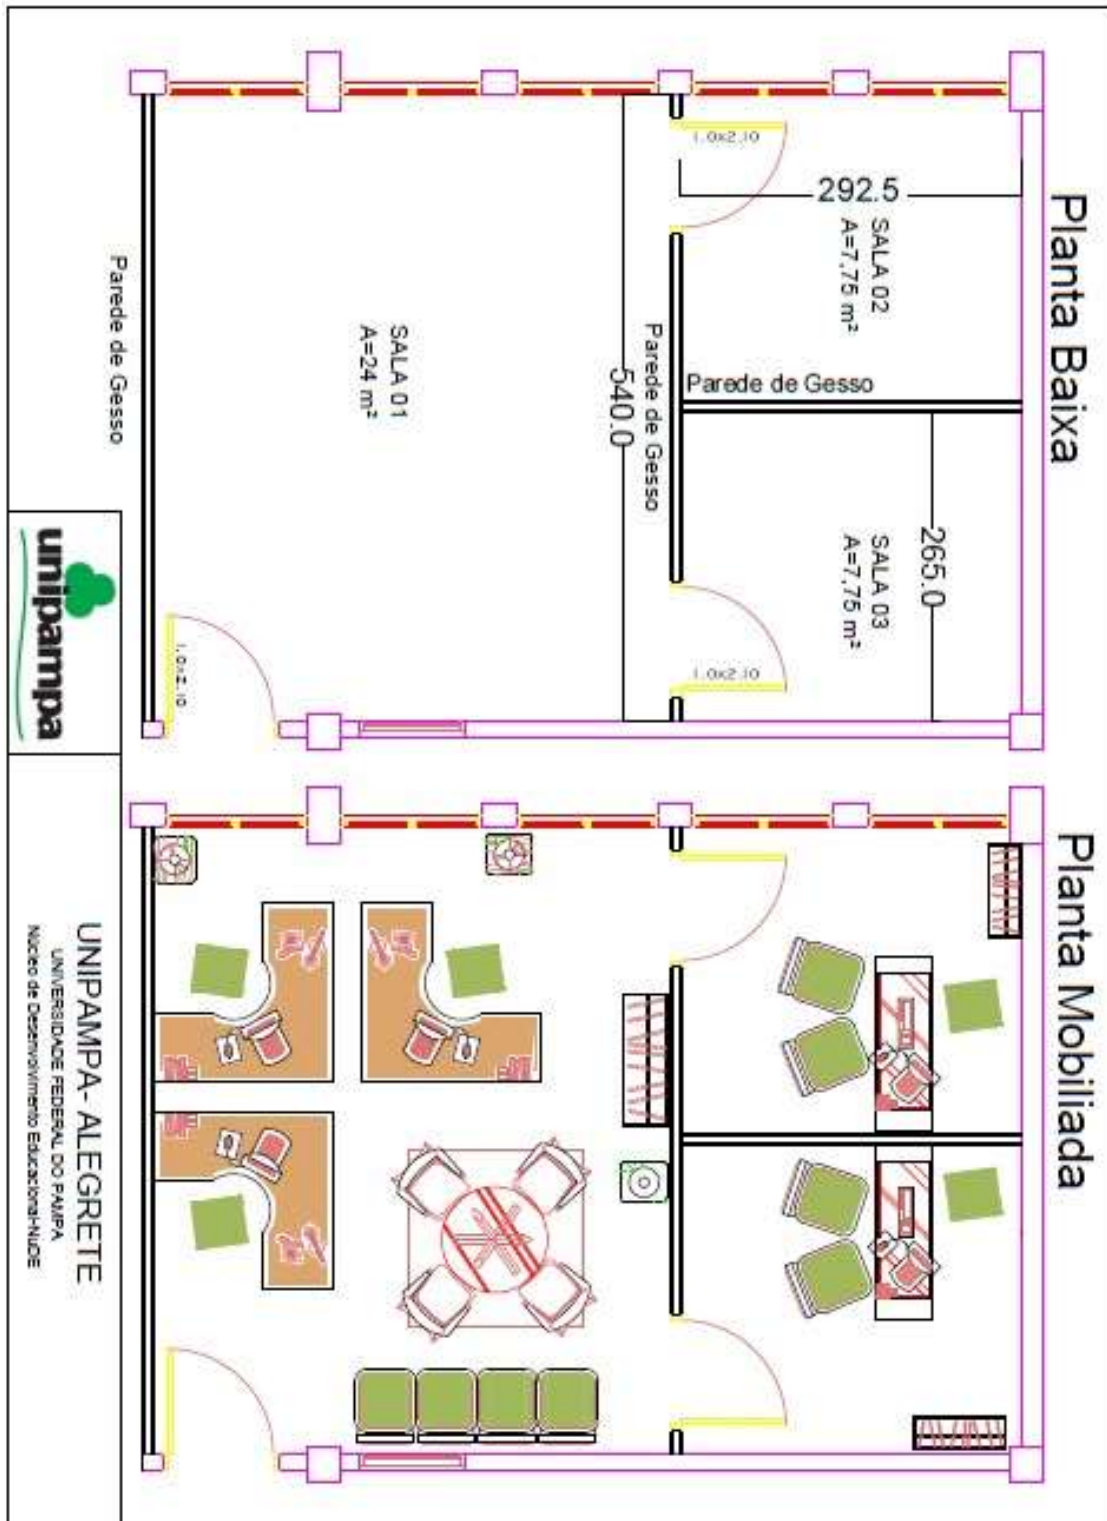 Planta Baixa
1.0x2.10
292.5
SALA 02
A=7,75 m²
Parede de Gesso
265.0
SALA 03
A=7,75 m²
1.0x2.10
Parede de Gesso
540.0
SALA 01
A=24 m²
1.0x2.10
Parede de Gesso
Planta Mobiliada
unipampa
UNIPAMPA- ALEGRETE
UNIVERSIDADE FEDERAL DO PAMPA
Núcleo de Desenvolvimento Educacional-NuDE